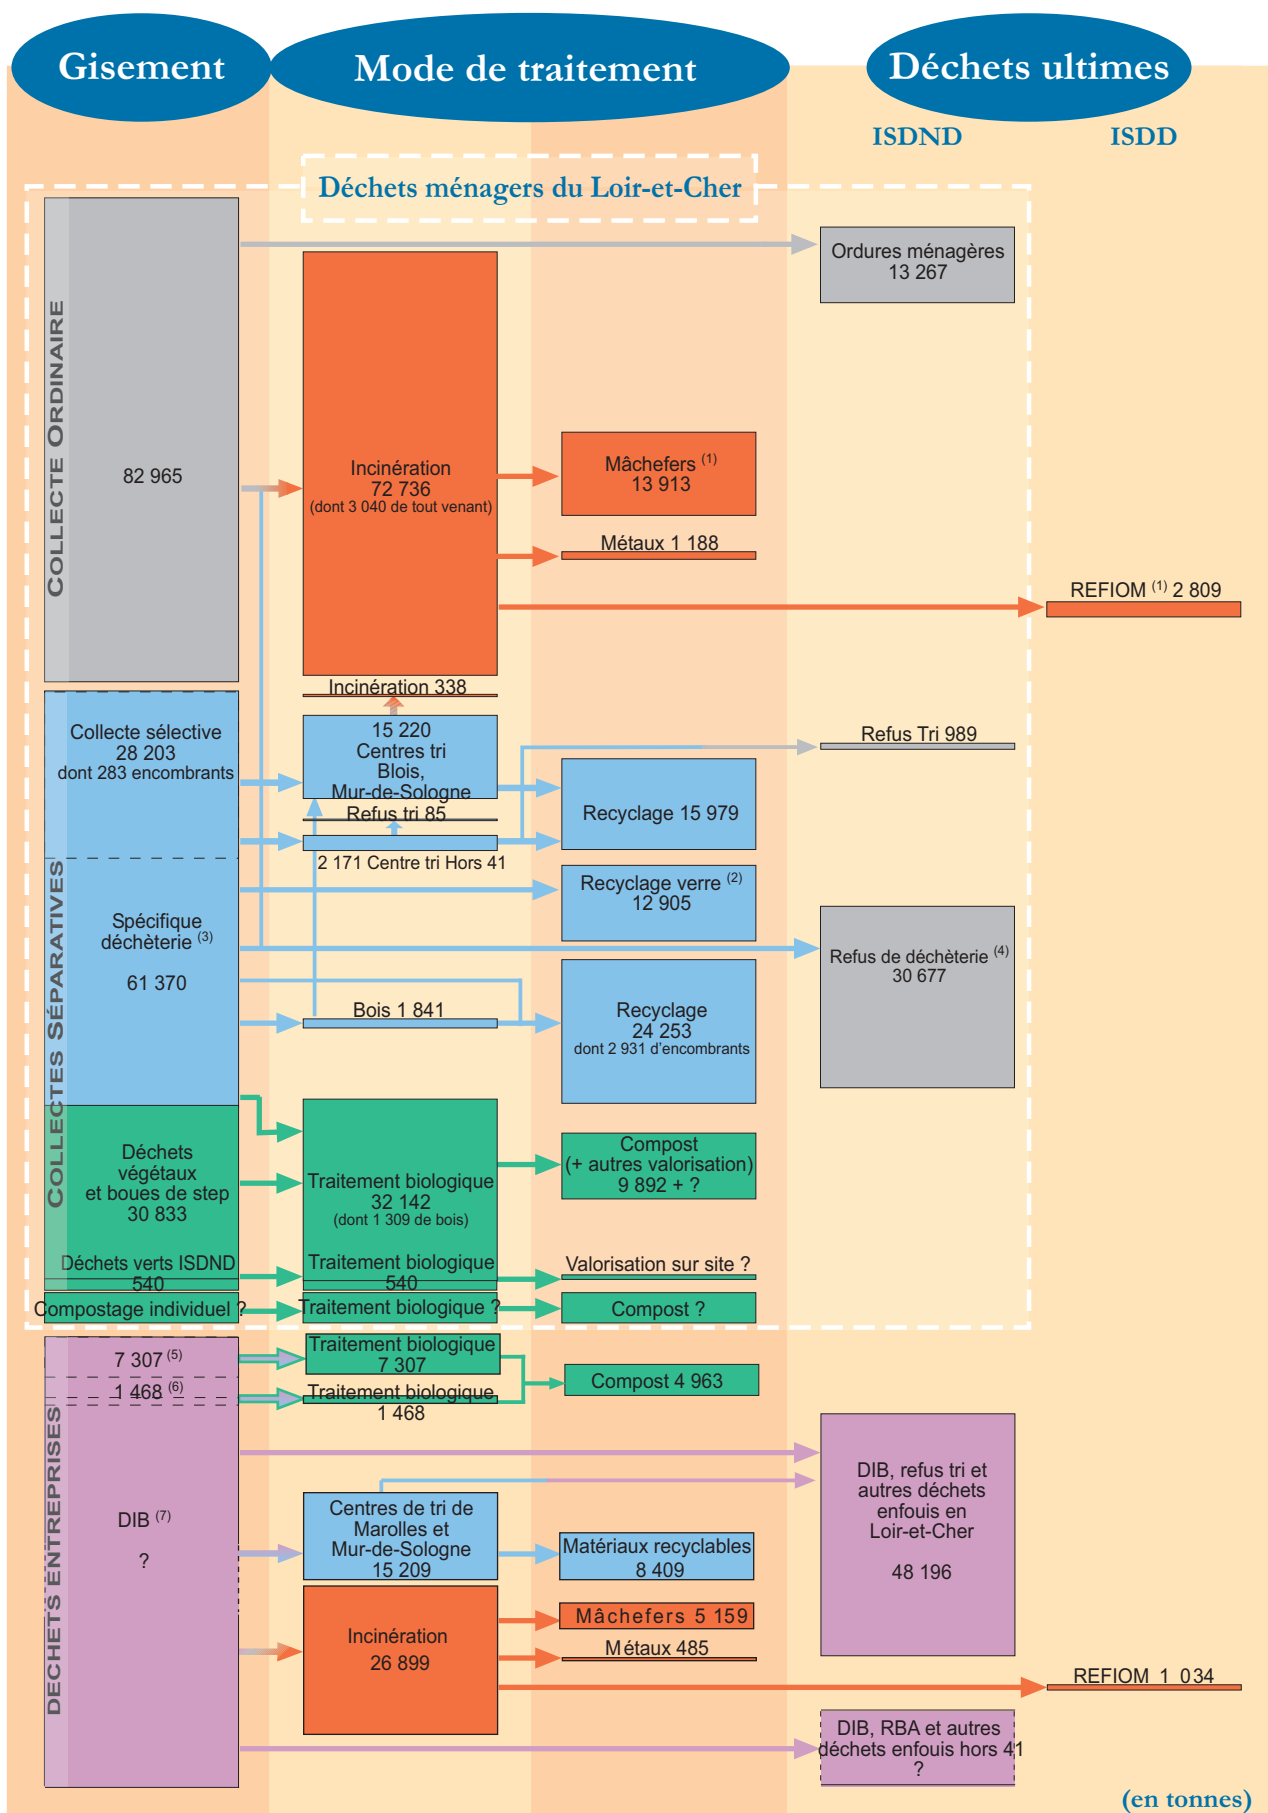 Gisement
Mode de traitement
Déchets ultimes
ISDND
ISDD
Déchets ménagers du Loir-et-Cher
COLLECTE ORDINAIRE
82 965
Incinération
72 736
(dont 3 040 de tout venant)
Mâchefers (1)
13 913
Métaux 1 188
Ordures ménagères
13 267
REFIOM (1) 2 809
COLLECTES SÉPARATIVES
Collecte sélective
28 203
dont 283 encombrants
Incinération 338
15 220
Centres tri
Blois,
Mur-de-Sologne
Refus tri 85
2 171 Centre tri Hors 41
Refus Tri 989
Recyclage 15 979
Recyclage verre (2)
12 905
Spécifique
déchèterie (3)
61 370
Bois 1 841
Recyclage
24 253
dont 2 931 d'encombrants
Refus de déchèterie (4)
30 677
Déchets
végétaux
et boues de step
30 833
Traitement biologique
32 142
(dont 1 309 de bois)
Compost
(+ autres valorisation)
9 892 + ?
Déchets verts ISDND
540
Traitement biologique
540
Valorisation sur site ?
Compostage individuel ?
Traitement biologique ?
Compost ?
DECHETS ENTREPRISES
7 307 (5)
Traitement biologique
7 307
1 468 (6)
Traitement biologique
1 468
Compost 4 963
DIB (7)
?
Centres de tri de
Marolles et
Mur-de-Sologne
15 209
Matériaux recyclables
8 409
DIB, refus tri et
autres déchets
enfouis en
Loir-et-Cher
48 196
Incinération
26 899
Mâchefers 5 159
Métaux 485
REFIOM 1 034
DIB, RBA et autres
déchets enfouis hors 41
?
(en tonnes)